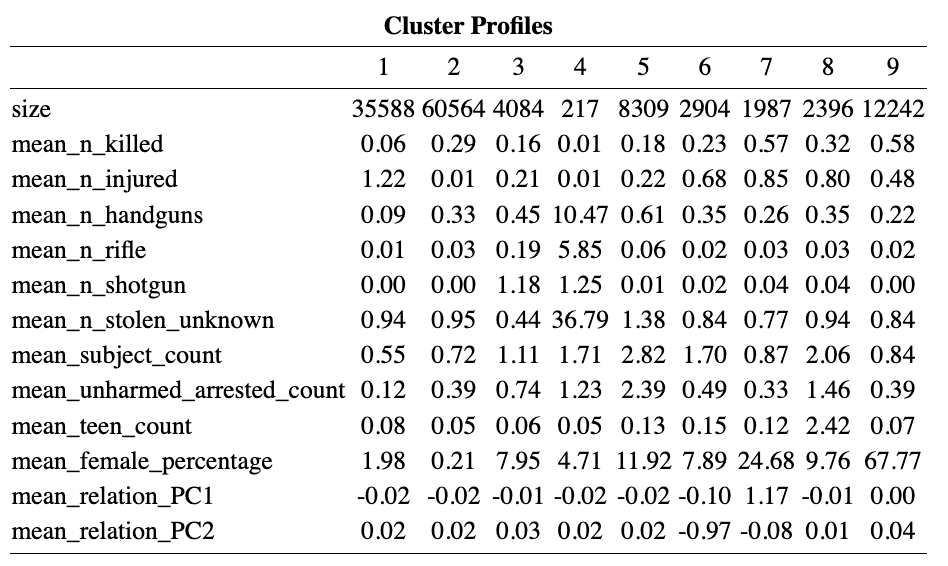 Cluster Profiles
1 2 3 4 5 6 7 8 9
size 35588 60564 4084 217 8309 2904 1987 2396 12242
mean_n_killed 0.06 0.29 0.16 0.01 0.18 0.23 0.57 0.32 0.58
mean_n_injured 1.22 0.01 0.21 0.01 0.22 0.68 0.85 0.80 0.48
mean_n_handguns 0.09 0.33 0.45 10.47 0.61 0.35 0.26 0.35 0.22
mean_n_rifle 0.01 0.03 0.19 5.85 0.06 0.02 0.03 0.03 0.02
mean_n_shotgun 0.00 0.00 1.18 1.25 0.01 0.02 0.04 0.04 0.00
mean_n_stolen_unknown 0.94 0.95 0.44 36.79 1.38 0.84 0.77 0.94 0.84
mean_subject_count 0.55 0.72 1.11 1.71 2.82 1.70 0.87 2.06 0.84
mean_unharmed_arrested_count 0.12 0.39 0.74 1.23 2.39 0.49 0.33 1.46 0.39
mean_teen_count 0.08 0.05 0.06 0.05 0.13 0.15 0.12 2.42 0.07
mean_female_percentage 1.98 0.21 7.95 4.71 11.92 7.89 24.68 9.76 67.77
mean_relation_PC1 -0.02 -0.02 -0.01 -0.02 -0.02 -0.10 1.17 -0.01 0.00
mean_relation_PC2 0.02 0.02 0.03 0.02 0.02 -0.97 -0.08 0.01 0.04